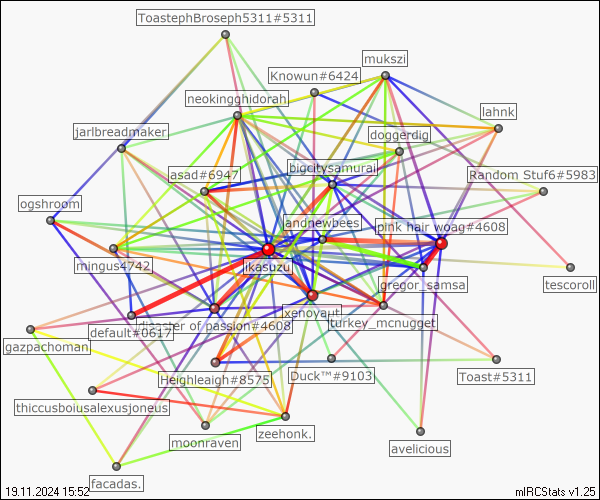 ToastephBroseph5311#5311
mukszi
Knowun#6424
neokingghidorah
lahnk
jarlbreadmaker
doggerdig
asad#6947
bigcitysamurai
Random Stuf6#5983
ogshroom
jandnewbees
pink hair woag#4608
mingus4742
ikasuzu
gregor_samsa
tescoroll
xenoyaut
turkey_mcnugget
default#0617
disaster of passion#4608
gazpachoman
Heighleagh#8575
Duck™#9103
Toast#5311
thiccusboiusalexusjoneus
moonraven
zeehonk.
avelicious
facadas.
19.11.2024 15:52
mIRCStats v1.25